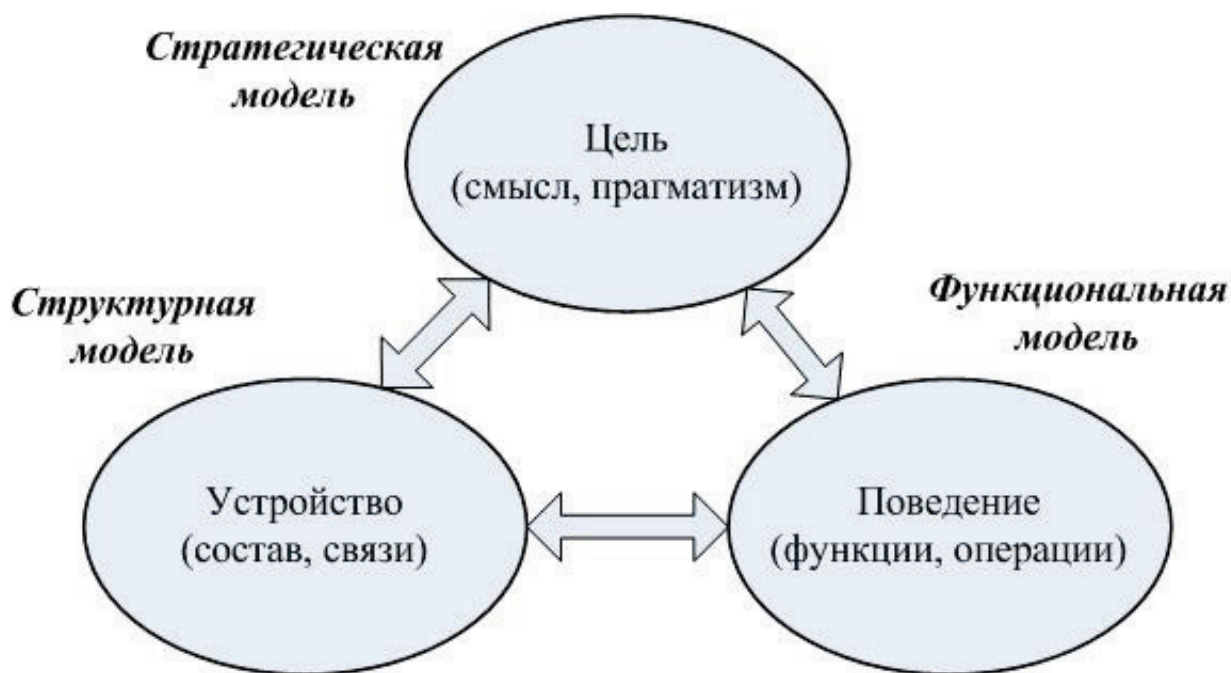 Стратегическая
модель
Цель
(смысл, прагматизм)
Структурная
модель
Функциональная
модель
Устройство
(состав, связи)
Поведение
(функции, операции)